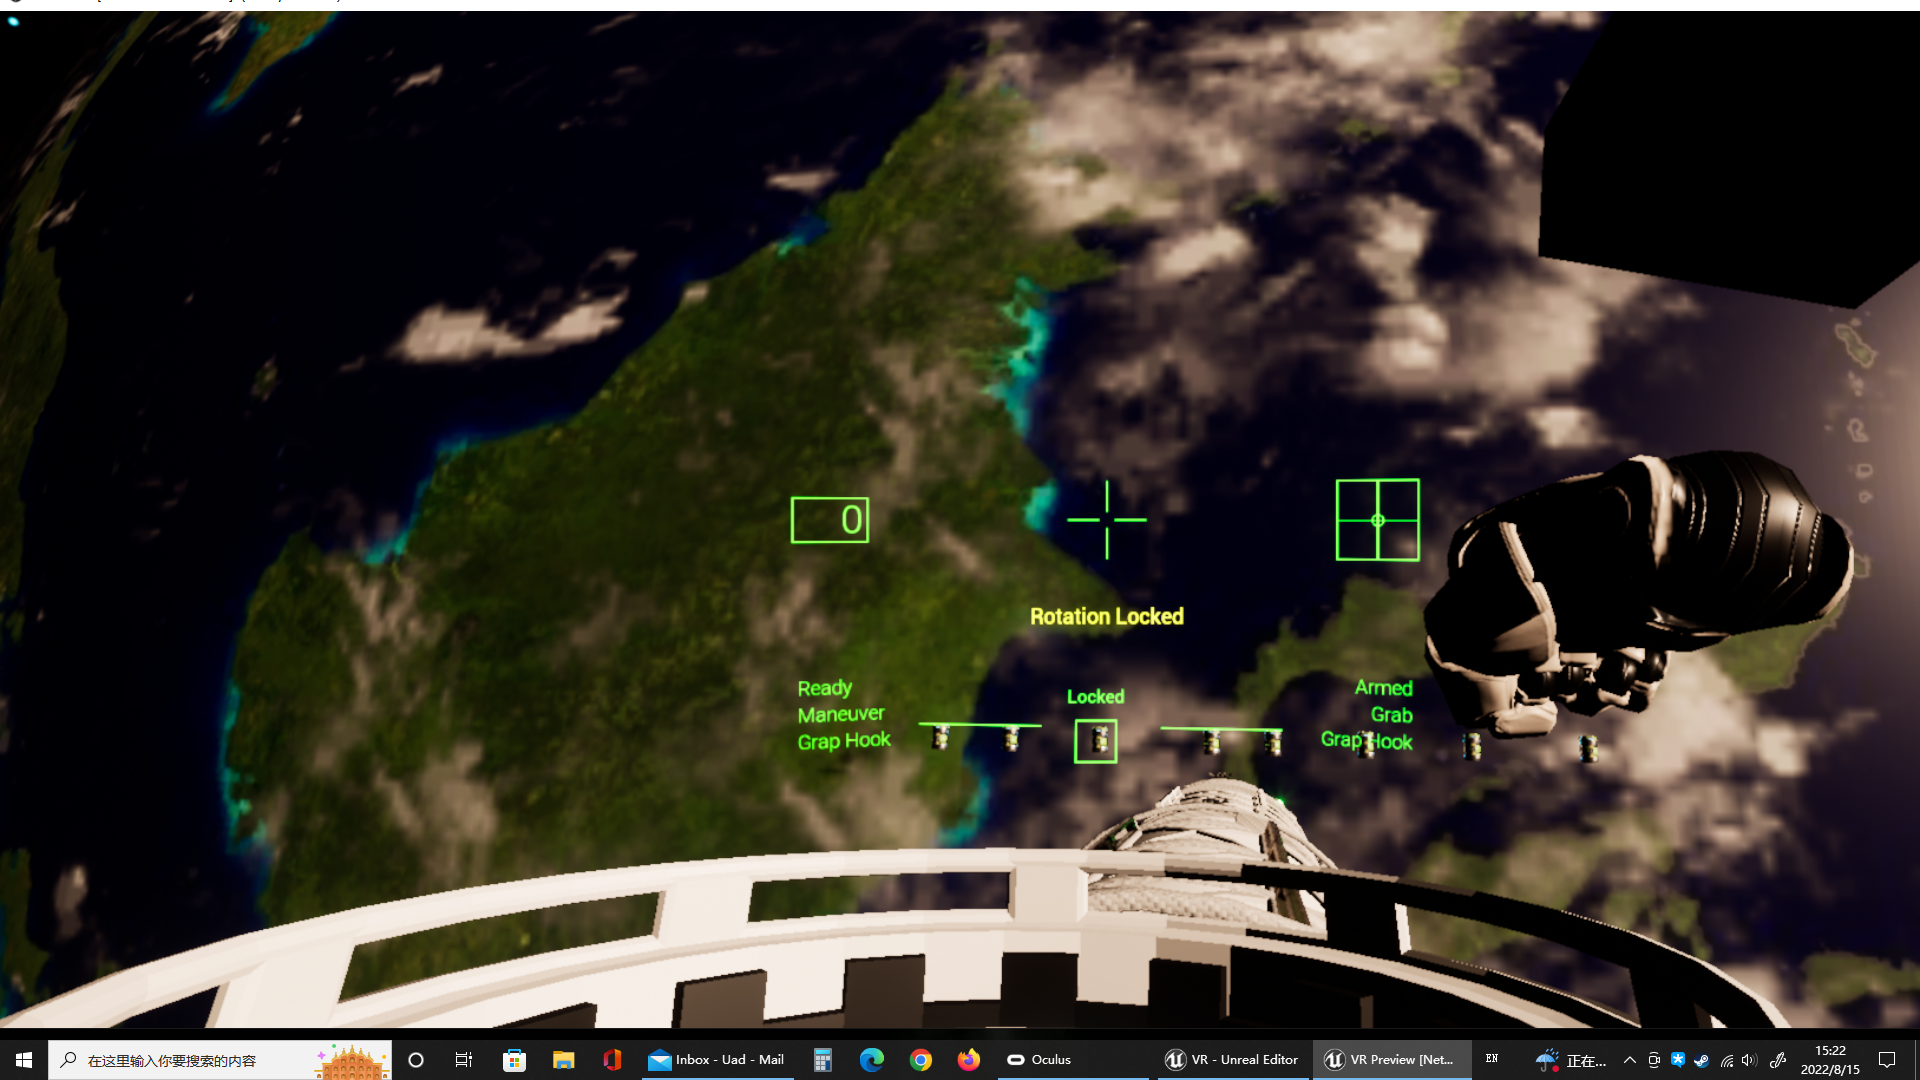 0
Rotation Locked
Ready
Maneuver
Grap Hook
Locked
Armed
Grab
Grap Hook
在这里输入你要搜索的内容
Inbox - Uad - Mail
Oculus
VR - Unreal Editor
VR Preview [Net...
EN
正在...
15:22
2022/8/15